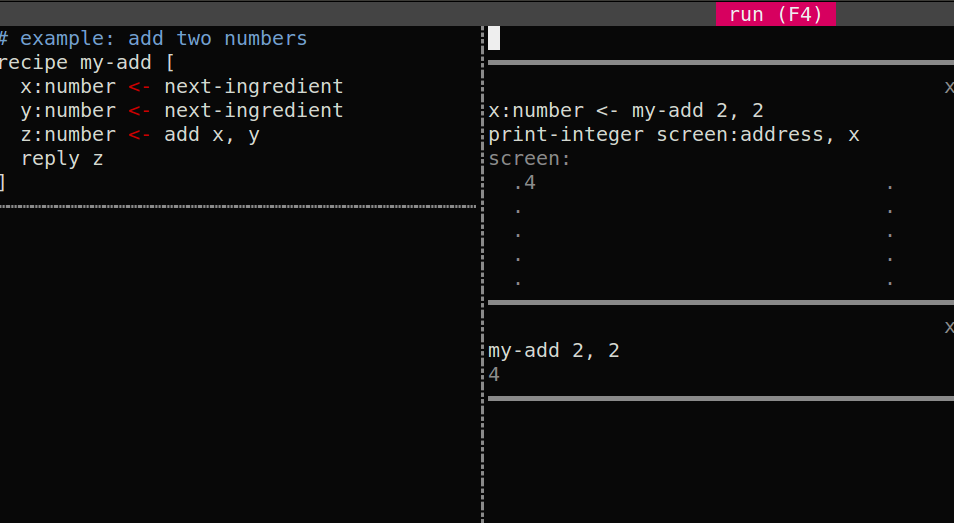 run (F4)
# example: add two numbers
recipe my-add [
  x:number <- next-ingredient
  y:number <- next-ingredient
  z:number <- add x, y
  reply z
]
x
x:number <- my-add 2, 2
print-integer screen:address, x
screen:
  .4                             .
  .                              .
  .                              .
  .                              .
  .                              .
x
my-add 2, 2
4